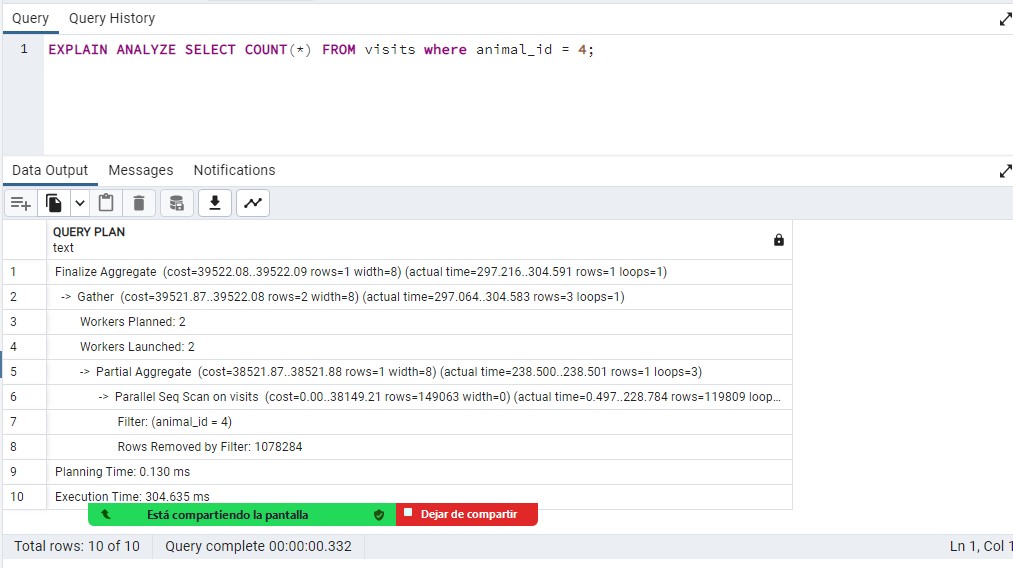 Query Query History
1 EXPLAIN ANALYZE SELECT COUNT(*) FROM visits where animal_id = 4;
Data Output Messages Notifications
QUERY PLAN
text
1 Finalize Aggregate (cost=39522.08..39522.09 rows=1 width=8) (actual time=297.216..304.591 rows=1 loops=1)
2 -> Gather (cost=39521.87..39522.08 rows=2 width=8) (actual time=297.064..304.583 rows=3 loops=1)
3 Workers Planned: 2
4 Workers Launched: 2
5 -> Partial Aggregate (cost=38521.87..38521.88 rows=1 width=8) (actual time=238.500..238.501 rows=1 loops=3)
6 -> Parallel Seq Scan on visits (cost=0.00..38149.21 rows=149063 width=0) (actual time=0.497..228.784 rows=119809 loop...
7 Filter: (animal_id = 4)
8 Rows Removed by Filter: 1078284
9 Planning Time: 0.130 ms
10 Execution Time: 304.635 ms
Está compartiendo la pantalla Dejar de compartir
Total rows: 10 of 10 Query complete 00:00:00.332 Ln 1, Col 1